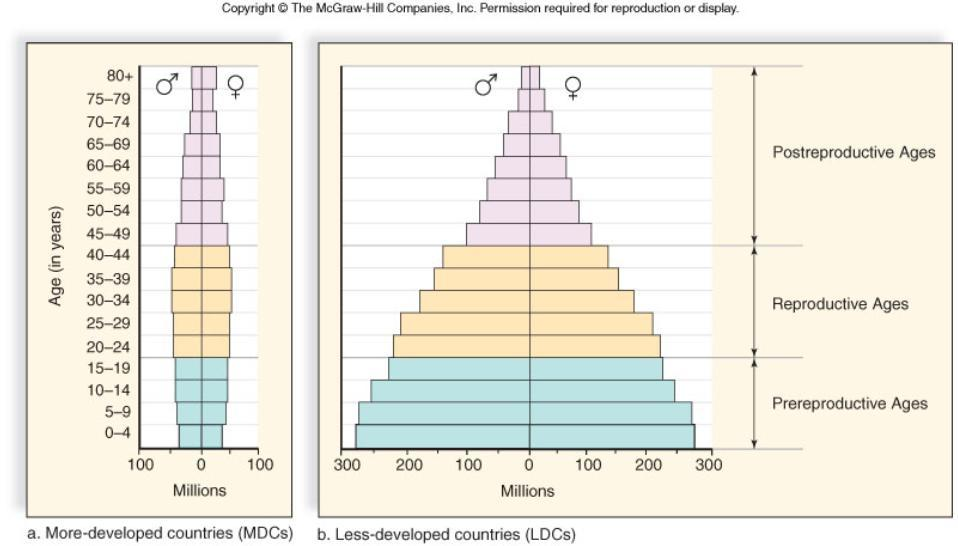 Copyright © The McGraw-Hill Companies, Inc. Permission required for reproduction or display.
Age (in years)
80+
75–79
70–74
65–69
60–64
55–59
50–54
45–49
40–44
35–39
30–34
25–29
20–24
15–19
10–14
5–9
0–4
♂ ♀
100 0 100
Millions
a. More-developed countries (MDCs)
♂ ♀
300 200 100 0 100 200 300
Millions
Postreproductive Ages
Reproductive Ages
Prereproductive Ages
b. Less-developed countries (LDCs)